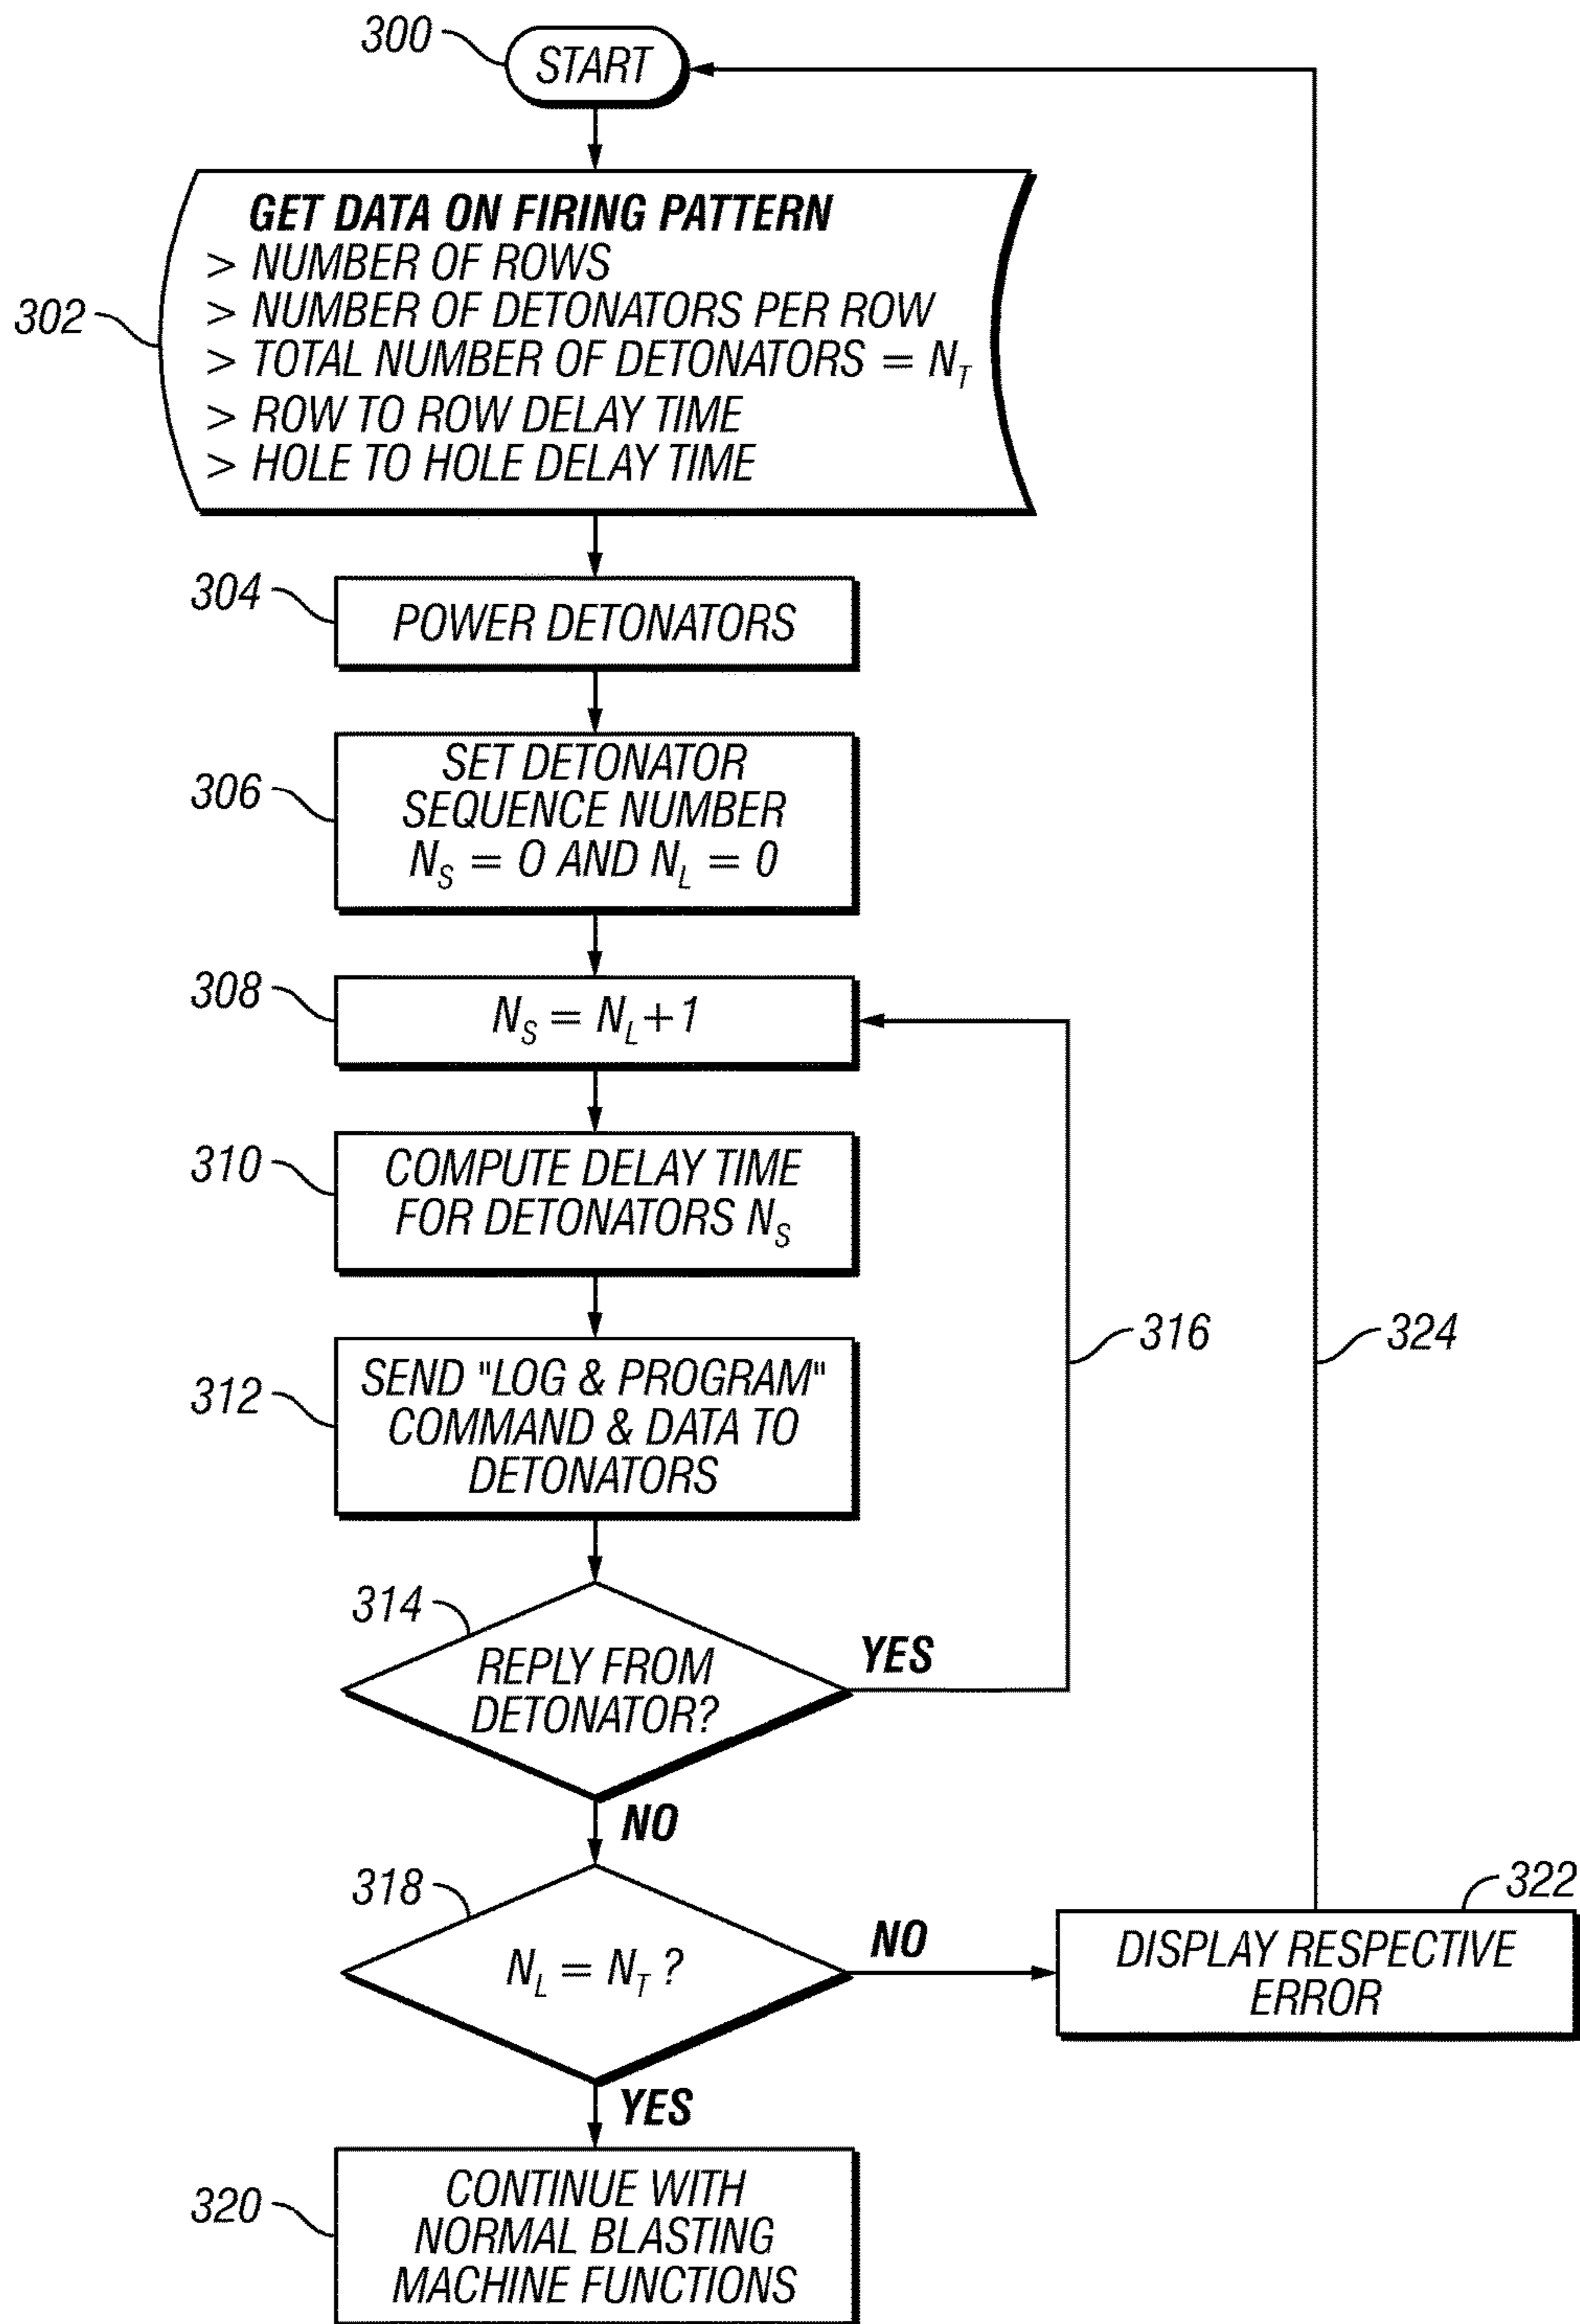 300
START
GET DATA ON FIRING PATTERN
> NUMBER OF ROWS
> NUMBER OF DETONATORS PER ROW
> TOTAL NUMBER OF DETONATORS = N_T
> ROW TO ROW DELAY TIME
> HOLE TO HOLE DELAY TIME
302
304
POWER DETONATORS
306
SET DETONATOR
SEQUENCE NUMBER
N_S = O AND N_L = 0
308
N_S = N_L+1
310
COMPUTE DELAY TIME
FOR DETONATORS N_S
312
SEND "LOG & PROGRAM"
COMMAND & DATA TO
DETONATORS
316
324
314
REPLY FROM
DETONATOR?
YES
NO
318
N_L = N_T ?
NO
322
DISPLAY RESPECTIVE
ERROR
YES
320
CONTINUE WITH
NORMAL BLASTING
MACHINE FUNCTIONS